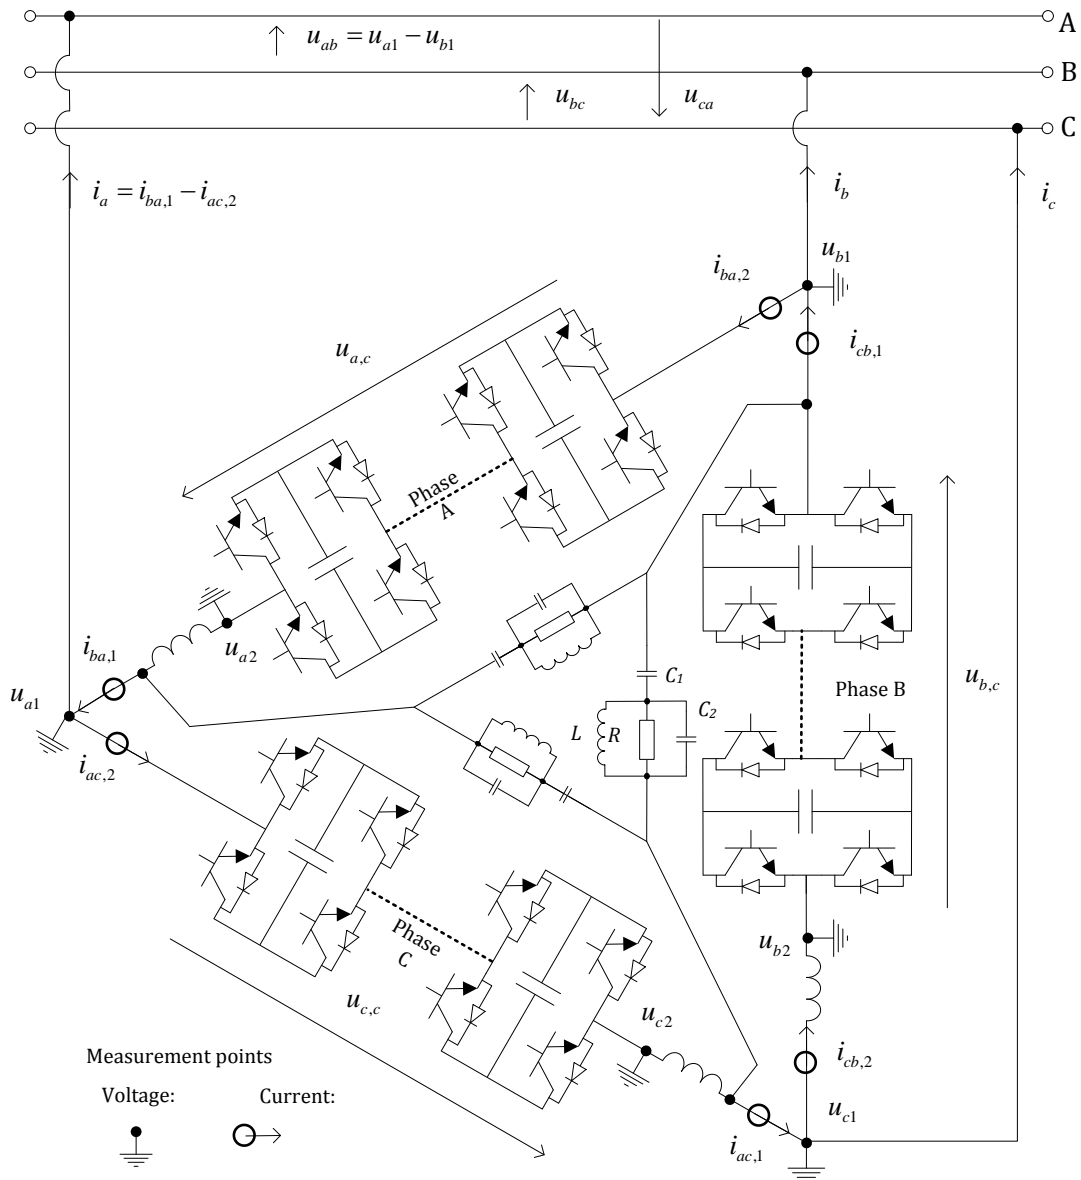 A
u_ab = u_a1 − u_b1
B
u_bc
u_ca
C
i_a = i_ba,1 − i_ac,2
i_b
i_c
u_b1
i_ba,2
i_cb,1
u_a,c
Phase
A
u_a2
i_ba,1
u_a1
i_ac,2
C1
C2
L
R
Phase B
u_b,c
Phase
C
u_b2
u_c,c
u_c2
i_cb,2
u_c1
i_ac,1
Measurement points
Voltage:
Current: